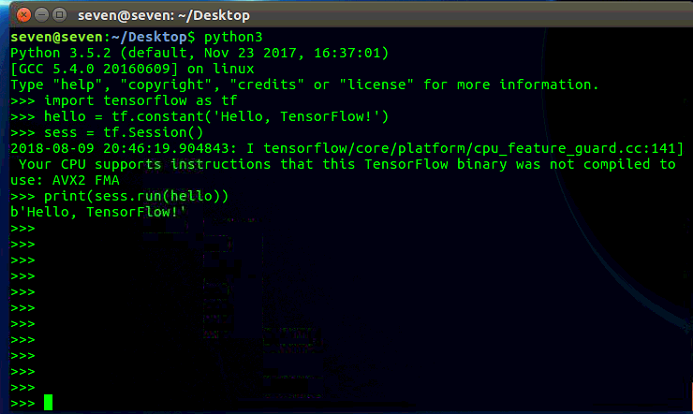 seven@seven: ~/Desktop
seven@seven:~/Desktop$ python3
Python 3.5.2 (default, Nov 23 2017, 16:37:01)
[GCC 5.4.0 20160609] on linux
Type "help", "copyright", "credits" or "license" for more information.
>>> import tensorflow as tf
>>> hello = tf.constant('Hello, TensorFlow!')
>>> sess = tf.Session()
2018-08-09 20:46:19.904843: I tensorflow/core/platform/cpu_feature_guard.cc:141]
 Your CPU supports instructions that this TensorFlow binary was not compiled to
use: AVX2 FMA
>>> print(sess.run(hello))
b'Hello, TensorFlow!'
>>>
>>>
>>>
>>>
>>>
>>>
>>>
>>>
>>>
>>>
>>>
>>>